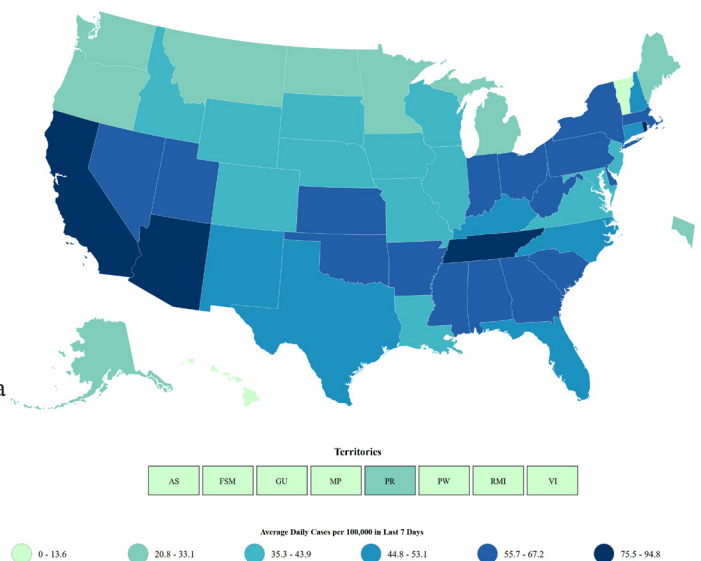 a
Territories
AS FSM GU MP PR PW RMI VI
Average Daily Cases per 100,000 in Last 7 Days
0 - 13.6 20.8 - 33.1 35.3 - 43.9 44.8 - 53.1 55.7 - 67.2 75.5 - 94.8